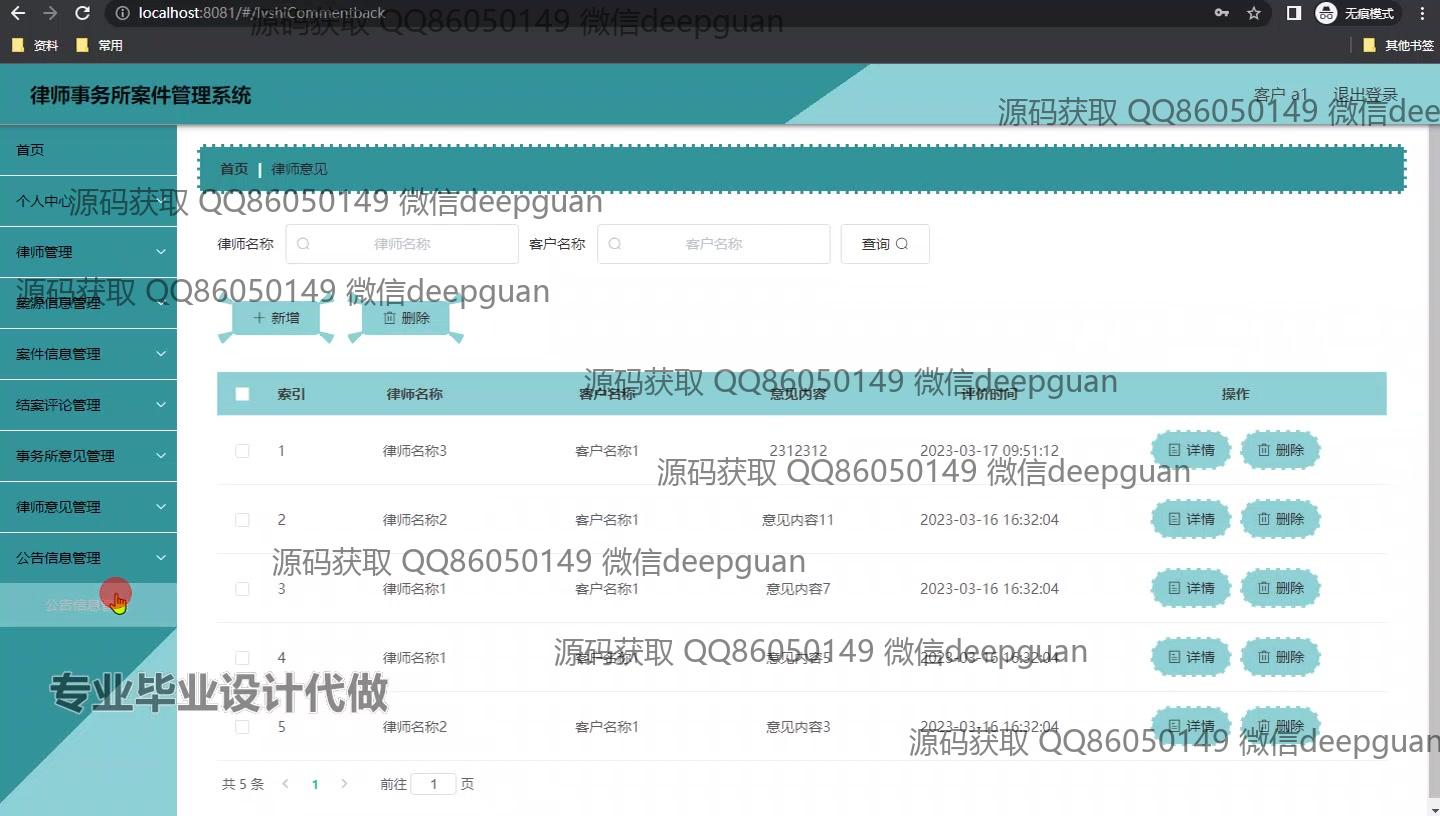 localhost:8081/#/lvshiCommentback
无痕模式
资料
常用
其他书签
源码获取 QQ86050149 微信deepguan
律师事务所案件管理系统
客户 a1
退出登录
源码获取 QQ86050149 微信dee
首页
首页
律师意见
个人中心
源码获取 QQ86050149 微信deepguan
律师管理
律师名称
律师名称
客户名称
客户名称
查询
案源信息管理
源码获取 QQ86050149 微信deepguan
新增
删除
案件信息管理
源码获取 QQ86050149 微信deepguan
索引 律师名称 客户名称 意见内容 评价时间 操作
结案评论管理
1 律师名称3 客户名称1 2312312 2023-03-17 09:51:12 详情 删除
事务所意见管理
源码获取 QQ86050149 微信deepguan
律师意见管理
2 律师名称2 客户名称1 意见内容11 2023-03-16 16:32:04 详情 删除
公告信息管理
源码获取 QQ86050149 微信deepguan
3 律师名称1 客户名称1 意见内容7 2023-03-16 16:32:04 详情 删除
公告信息
源码获取 QQ86050149 微信deepguan
4 律师名称1 客户名称1 意见内容5 2023-03-16 16:32:04 详情 删除
专业毕业设计代做
5 律师名称2 客户名称1 意见内容3 2023-03-16 16:32:04 详情 删除
源码获取 QQ86050149 微信deepguan
共 5 条
1
前往 1 页